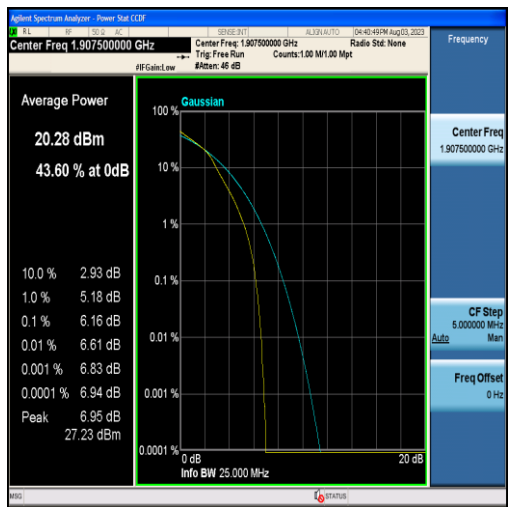 Agilent Spectrum Analyzer - Power Stat CCDF
RL RF 50 Ω AC SENSE:INT ALIGN AUTO 04:40:49 PM Aug 03, 2023
Center Freq 1.907500000 GHz
Center Freq: 1.907500000 GHz Radio Std: None
Trig: Free Run Counts:1.00 M/1.00 Mpt
#IFGain:Low #Atten: 46 dB
Frequency
Average Power
20.28 dBm
43.60 % at 0dB
10.0 % 2.93 dB
1.0 % 5.18 dB
0.1 % 6.16 dB
0.01 % 6.61 dB
0.001 % 6.83 dB
0.0001 % 6.94 dB
Peak 6.95 dB
27.23 dBm
Gaussian
100 %
10 %
1 %
0.1 %
0.01 %
0.001 %
0.0001 %
0 dB 20 dB
Info BW 25.000 MHz
Center Freq
1.907500000 GHz
CF Step
5.000000 MHz
Auto Man
Freq Offset
0 Hz
MSG STATUS